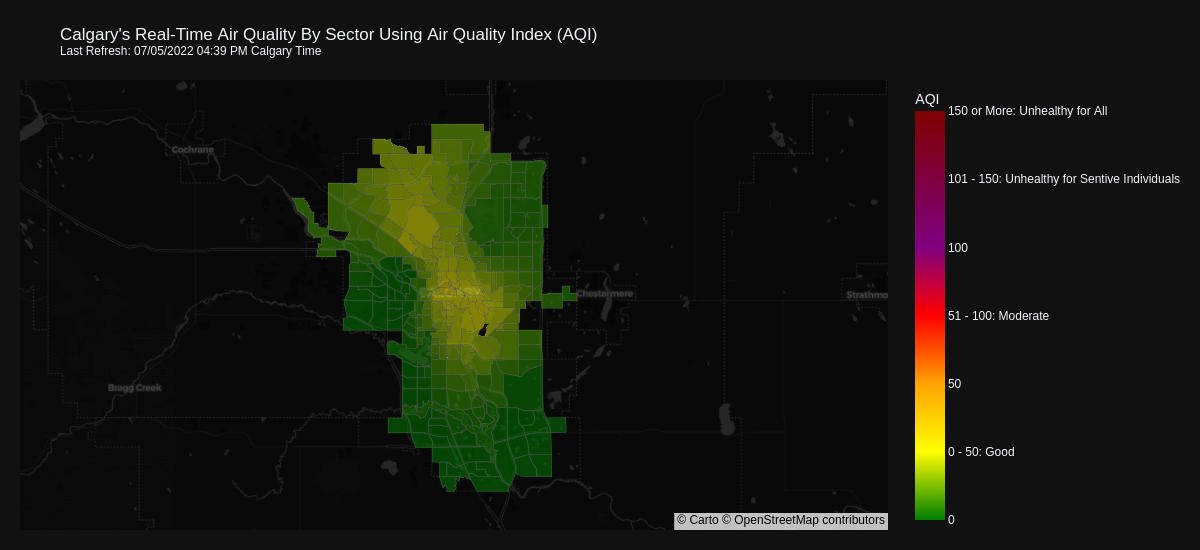 Calgary's Real-Time Air Quality By Sector Using Air Quality Index (AQI)
Last Refresh: 07/05/2022 04:39 PM Calgary Time
AQI
150 or More: Unhealthy for All
Cochrane
101 - 150: Unhealthy for Sentive Individuals
100
Chestermere
Strathmo
51 - 100: Moderate
Bragg Creek
50
0 - 50: Good
0
© Carto © OpenStreetMap contributors